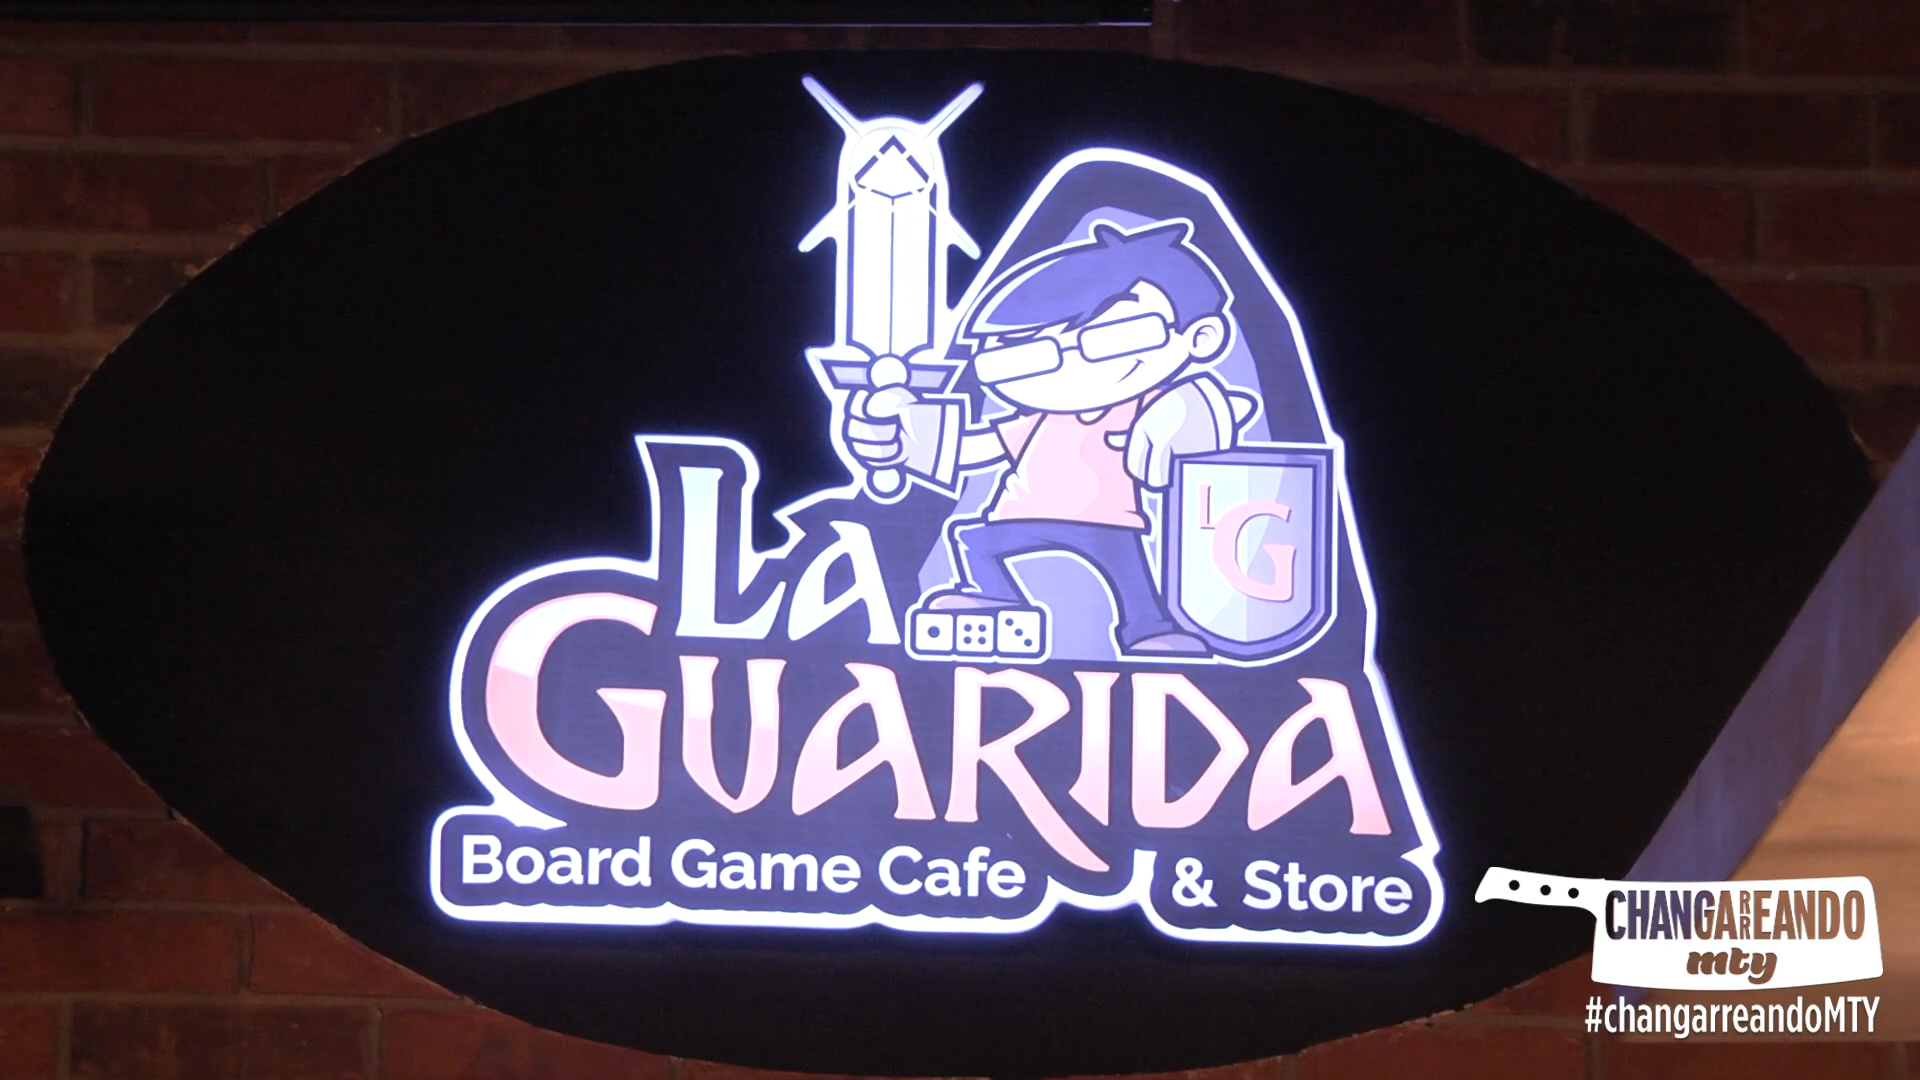 LA
GUARIDA
LG
Board Game Cafe & Store
CHANGARREANDO
mty
#changarreandoMTY